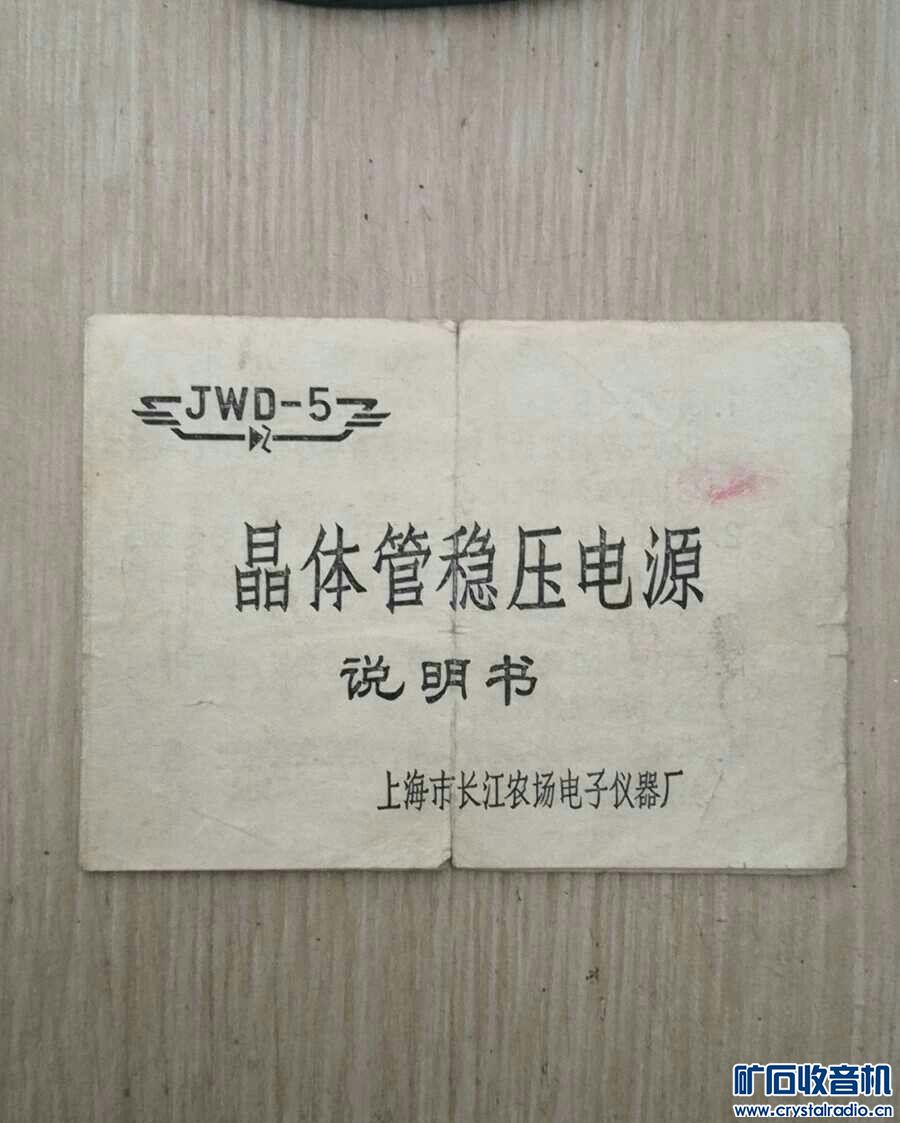 JWD-5
晶体管稳压电源
说明书
上海市长江农场电子仪器厂
矿石收音机
www.crystalradio.cn